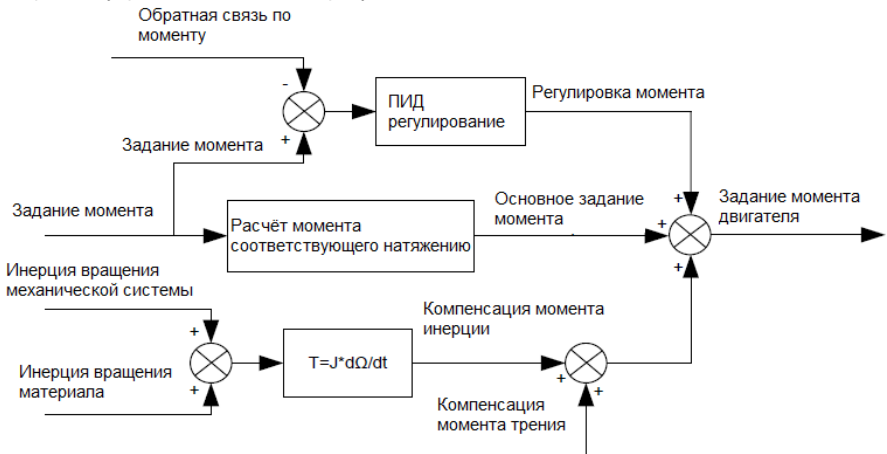 Обратная связь по
моменту
-
ПИД
регулирование
Регулировка момента
+
Задание момента
Задание момента
Расчёт момента
соответствующего натяжению
Основное задание
момента
+
+
+
Задание момента
двигателя
Инерция вращения
механической системы
+
Инерция вращения
материала
+
T=J*dΩ/dt
Компенсация момента
инерции
+
+
Компенсация
момента трения